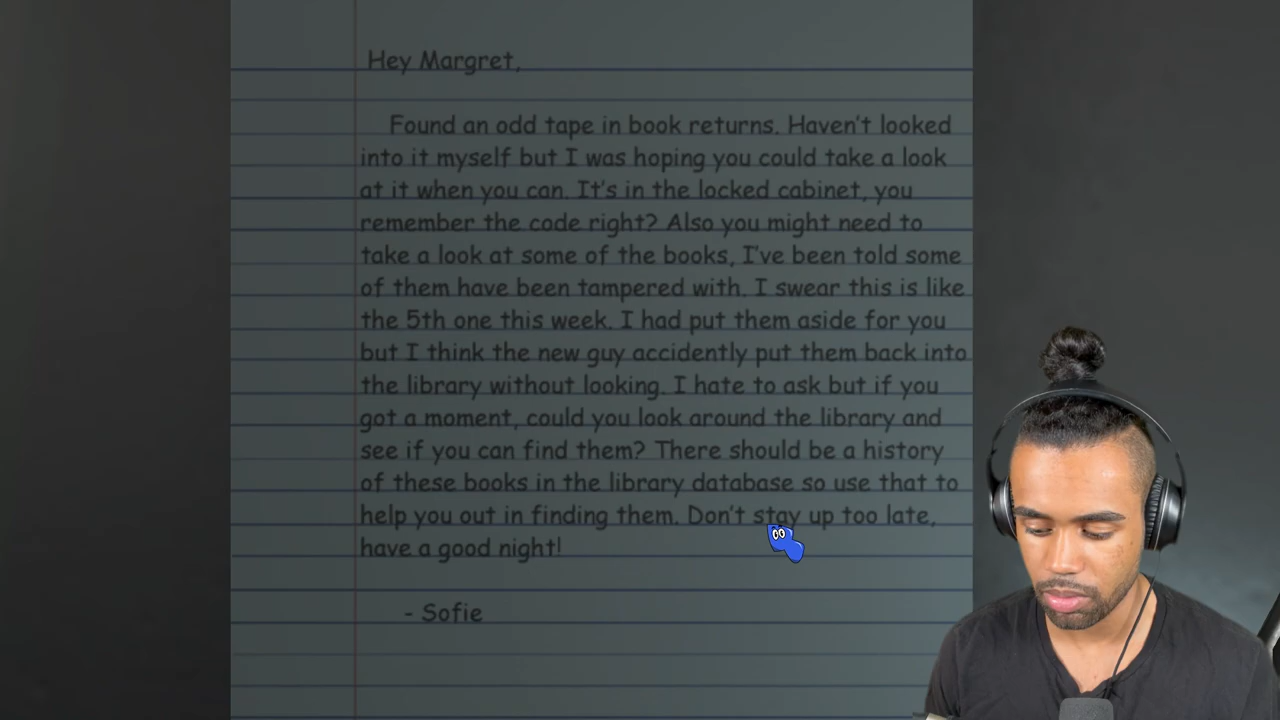 Hey Margret,
Found an odd tape in book returns. Haven't looked
into it myself but I was hoping you could take a look
at it when you can. It's in the locked cabinet, you
remember the code right? Also you might need to
take a look at some of the books, I've been told some
of them have been tampered with. I swear this is like
the 5th one this week. I had put them aside for you
but I think the new guy accidently put them back into
the library without looking. I hate to ask but if you
got a moment, could you look around the library and
see if you can find them? There should be a history
of these books in the library database so use that to
help you out in finding them. Don't stay up too late,
have a good night!
- Sofie